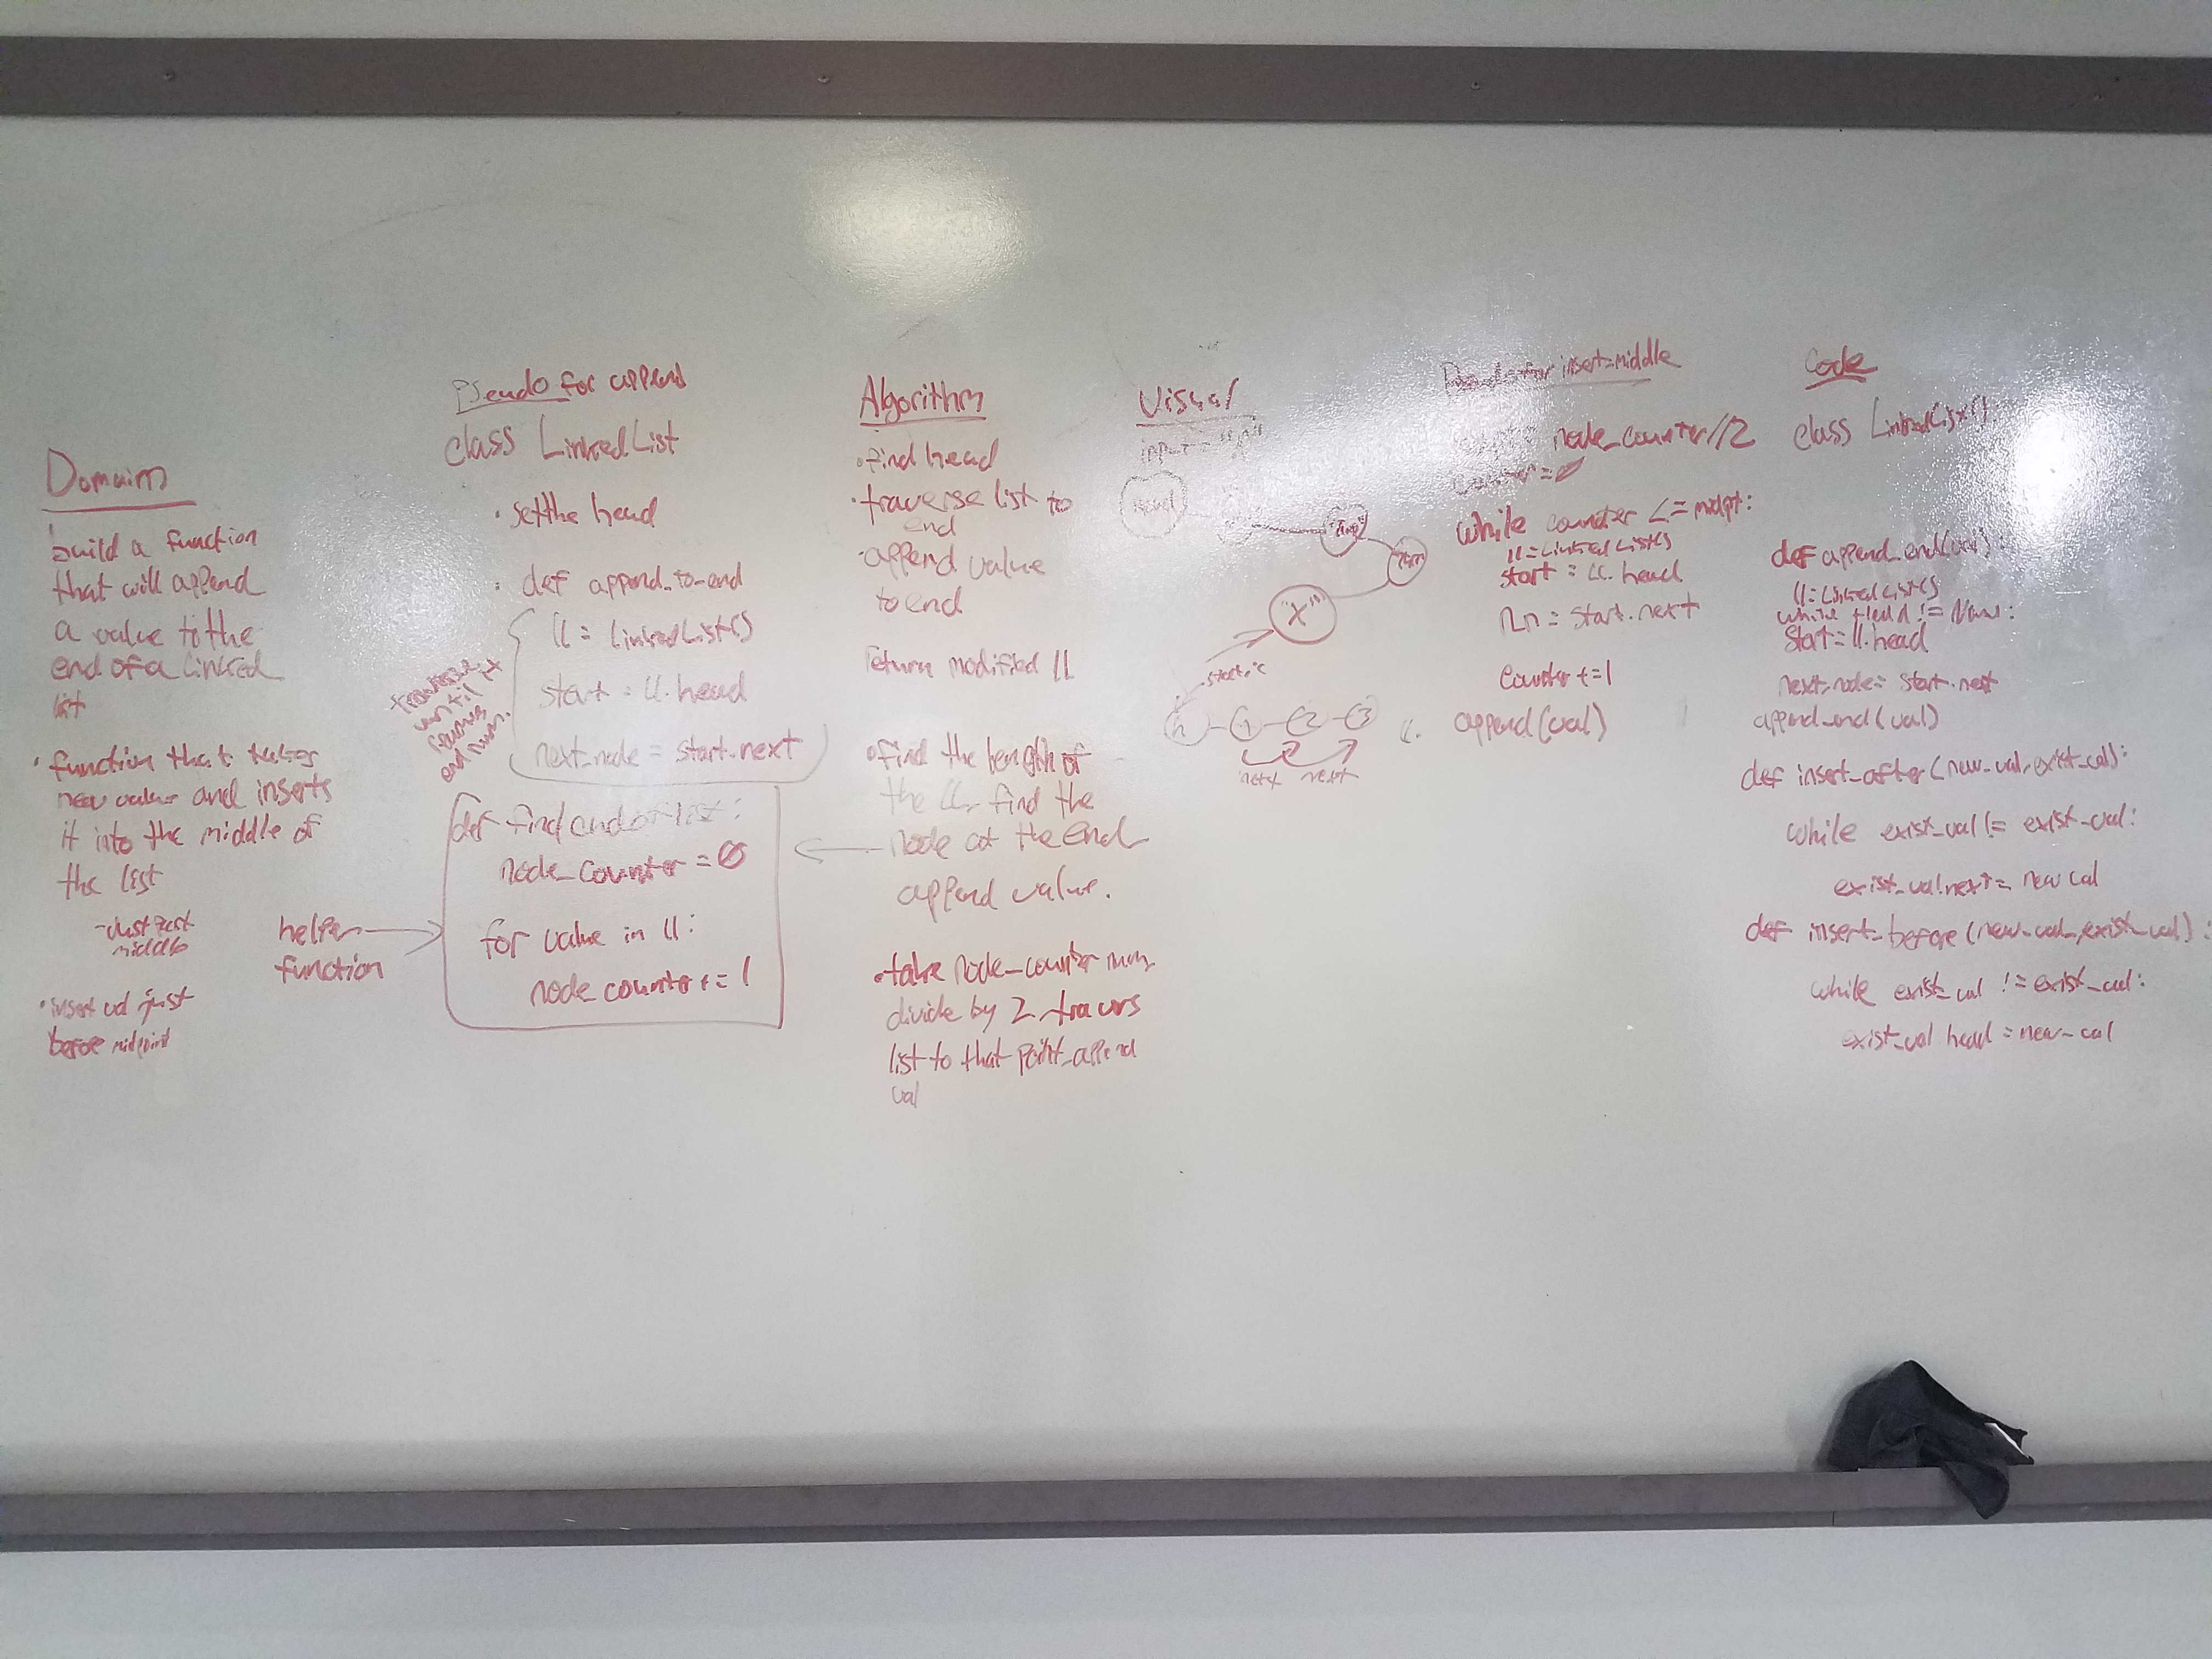 Domain
build a function
that will append
a value to the
end of a Linked
list
• function that takes
new value and inserts
it into the middle of
the list
- Just past
middle
• insert val just
before midpoint
helper
function
Pseudo for append
class LinkedList
• set the head
• def append_to_end
ll = LinkedList()
start = ll.head
next_node = start.next
traverse
until
end num.
def find end of list:
node_counter = 0
for value in ll:
node counter += 1
Algorithm
• find head
• traverse list to
end
• append value
to end
return modified ll
• find the length of
the ll, find the
node at the end
append value.
• take node_counter num
divide by 2 travers
list to that point_append
val
Visual
input =
head
"X"
h
1
2
3
next
next
Pseudo for insert=middle
node_counter//2
counter = 0
while counter <= midpt:
ll = LinkedList()
start = ll.head
nn = start.next
counter += 1
append(val)
Code
class LinkedList():
def append_end(val):
ll = LinkedList()
while head != None:
start = ll.head
next_node = start.next
append_end(val)
def insert_after(new_val, exist_val):
while exist_val != exist_val:
exist_val.next = new val
def insert_before(new_val, exist_val):
while exist_val != exist_val:
exist_val head = new_val